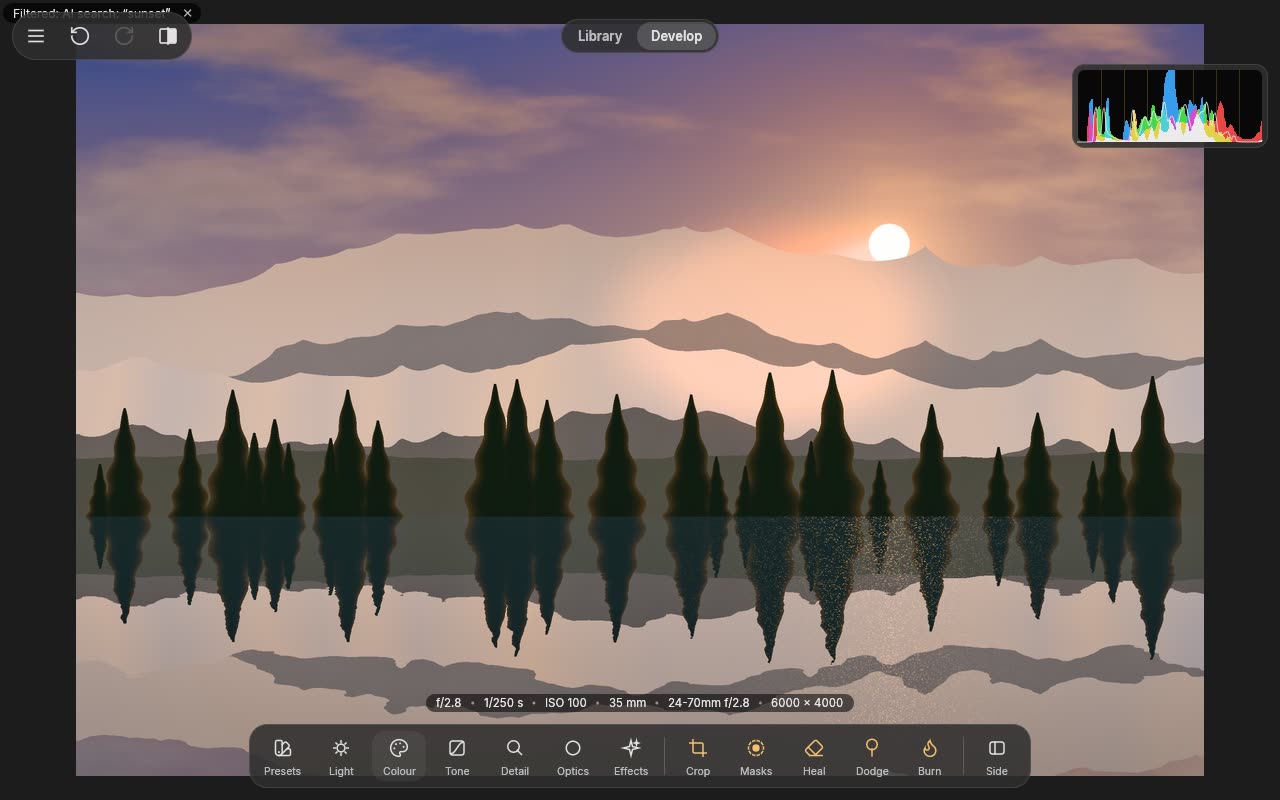 Filtered: AI search: "sunset"
Library Develop
f/2.8 • 1/250 s • ISO 100 • 35 mm • 24-70mm f/2.8 • 6000 × 4000
Presets Light Colour Tone Detail Optics Effects Crop Masks Heal Dodge Burn Side